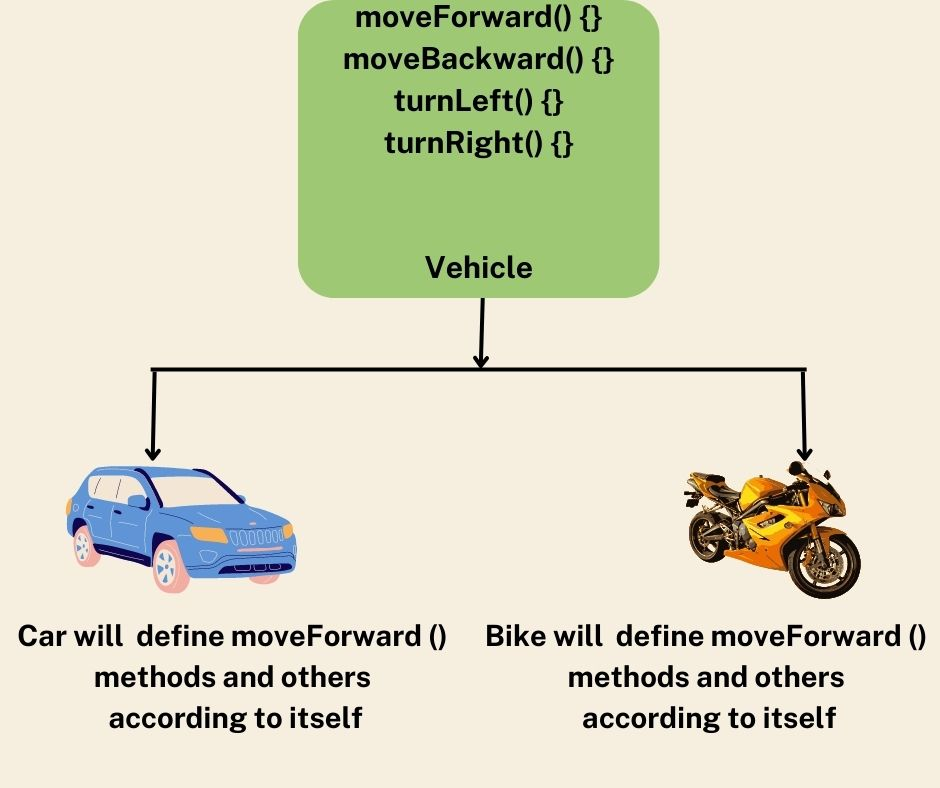 moveForward() {}
moveBackward() {}
turnLeft() {}
turnRight() {}
Vehicle
Car will  define moveForward ()
methods and others
according to itself
Bike will  define moveForward ()
methods and others
according to itself